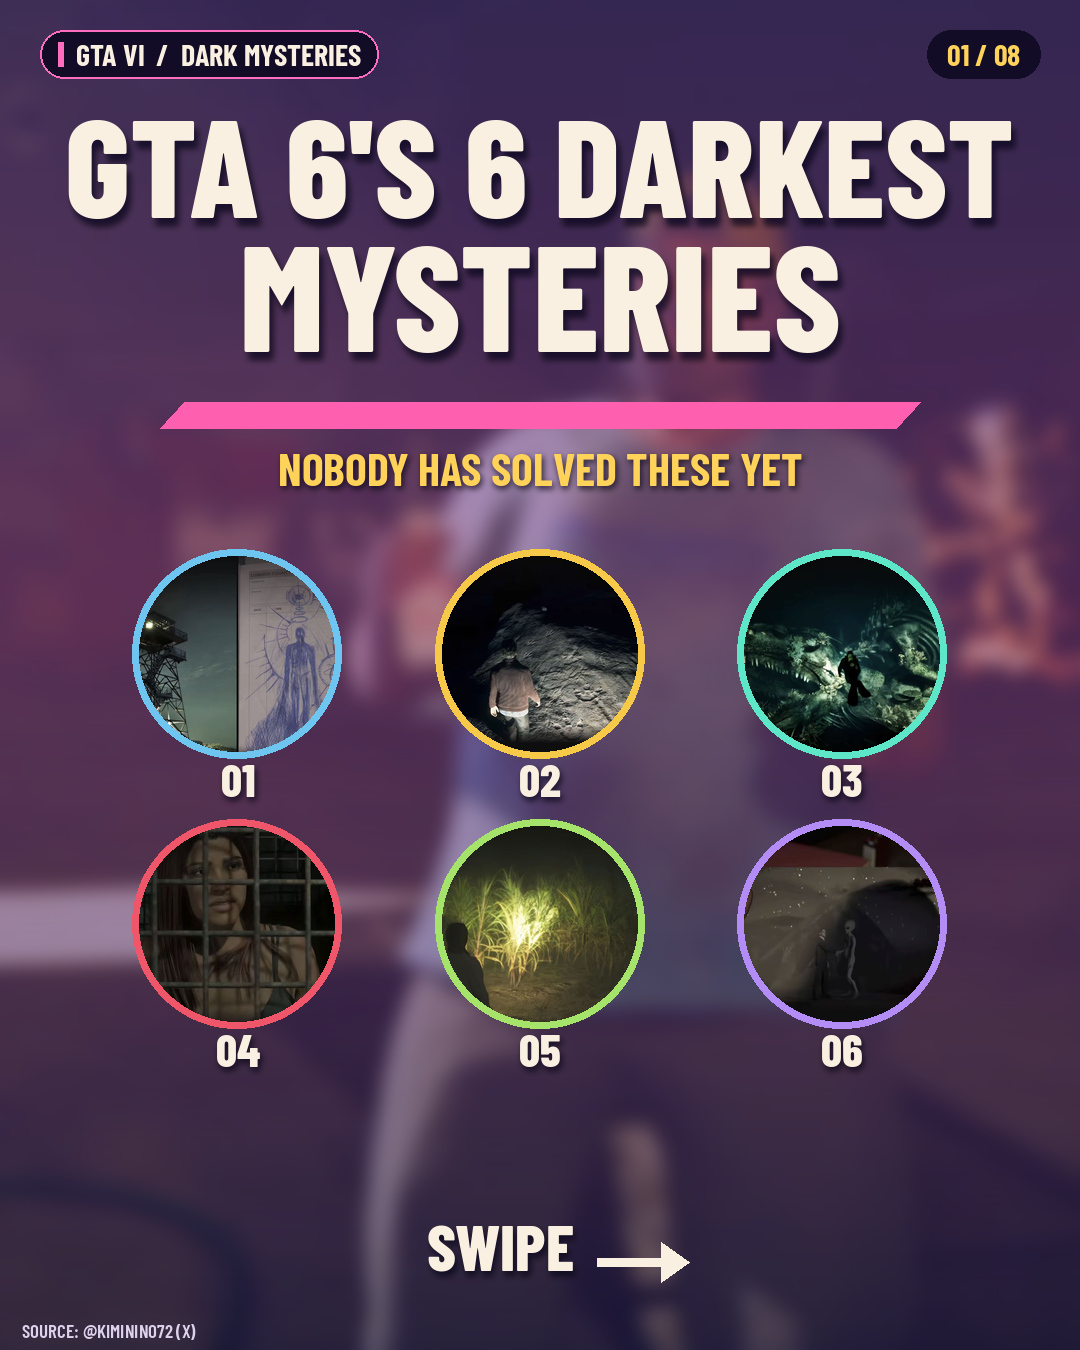 GTA VI / DARK MYSTERIES
01 / 08
GTA 6'S 6 DARKEST
MYSTERIES
NOBODY HAS SOLVED THESE YET
01
02
03
04
05
06
SWIPE
SOURCE: @KIMININO72 (X)